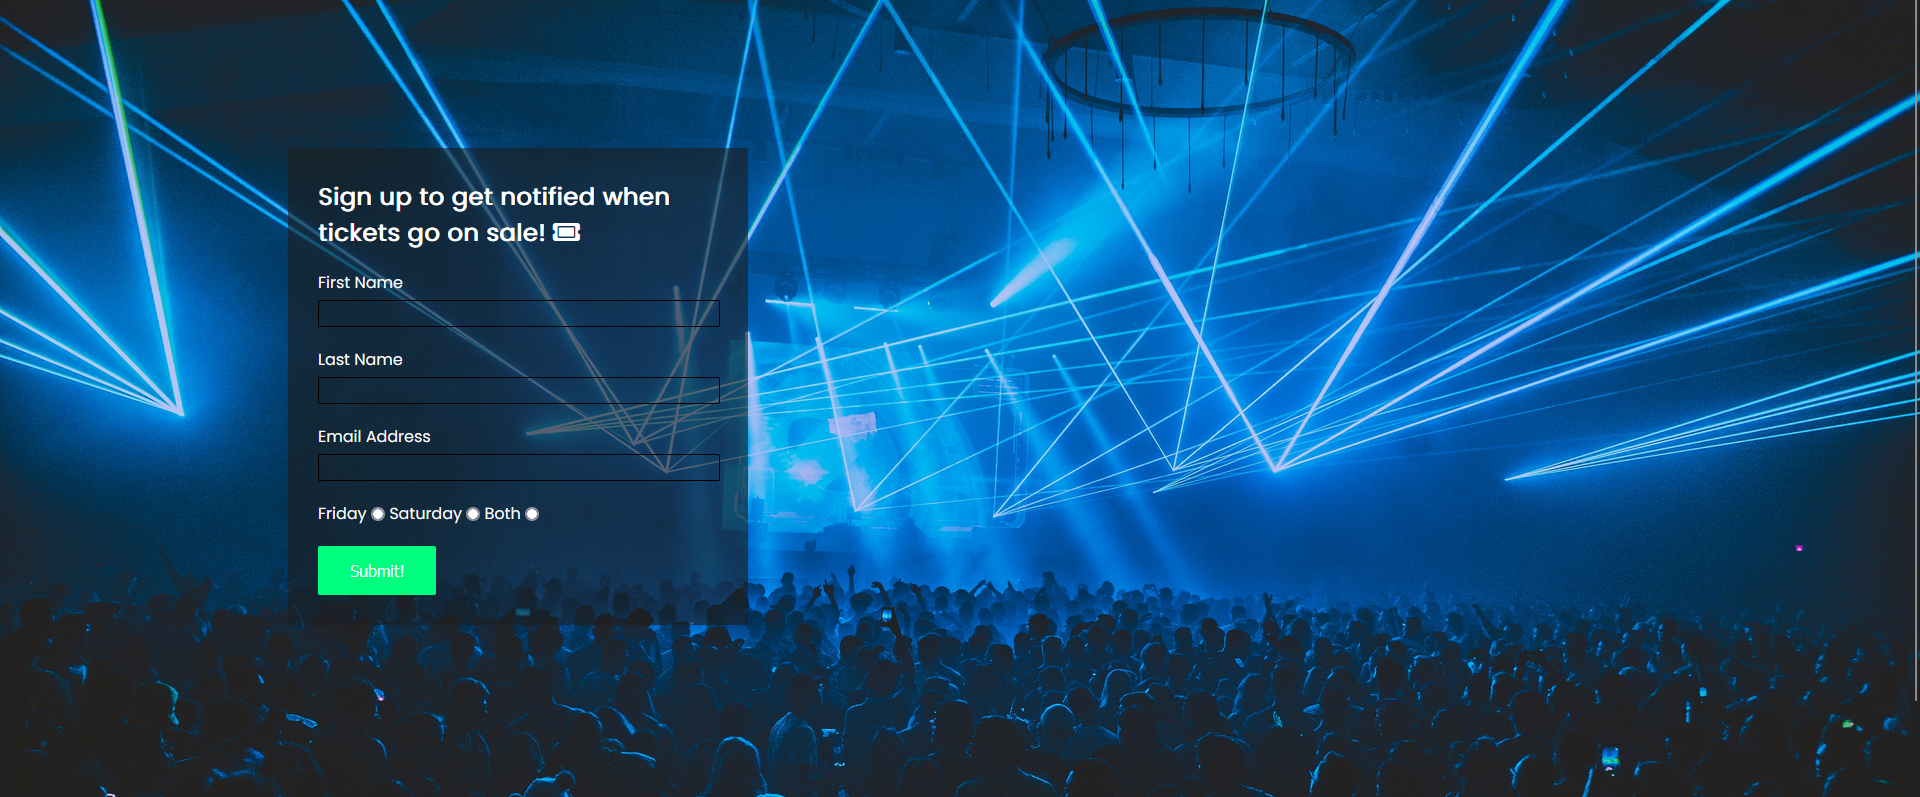 Sign up to get notified when
tickets go on sale!
First Name
Last Name
Email Address
Friday Saturday Both
Submit!